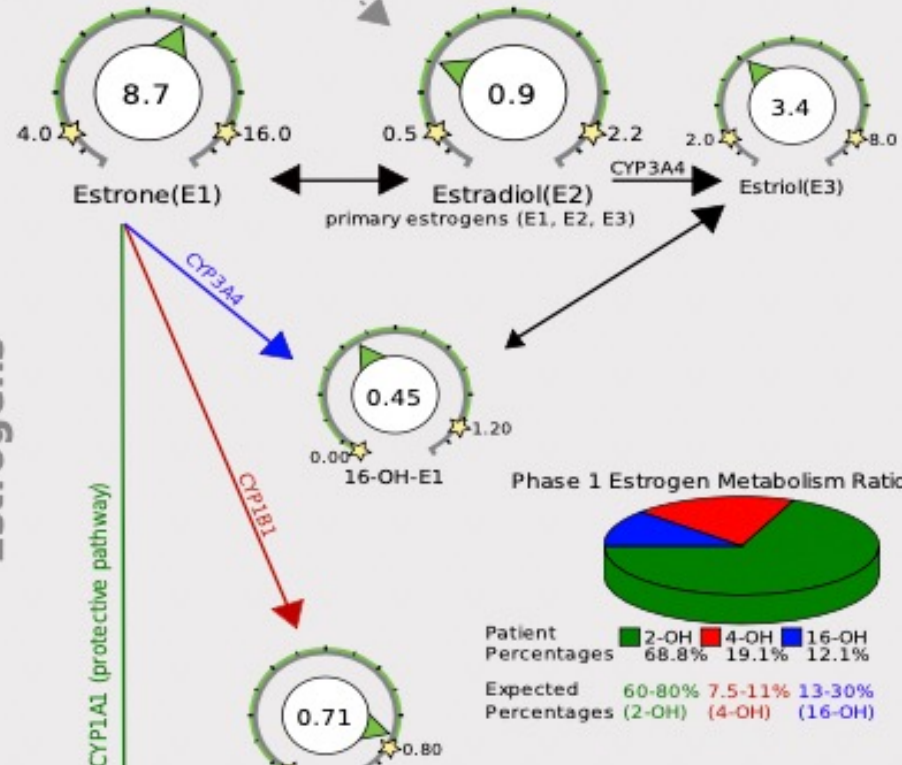 8.7
4.0
16.0
Estrone(E1)
0.9
0.5
2.2
Estradiol(E2)
primary estrogens (E1, E2, E3)
CYP3A4
3.4
2.0
8.0
Estriol(E3)
CYP3A4
0.45
0.00
1.20
16-OH-E1
CYP1B1
CYP1A1 (protective pathway)
Phase 1 Estrogen Metabolism Ratio
Patient 2-OH 4-OH 16-OH
Percentages 68.8% 19.1% 12.1%
Expected 60-80% 7.5-11% 13-30%
Percentages (2-OH) (4-OH) (16-OH)
0.71
0.80